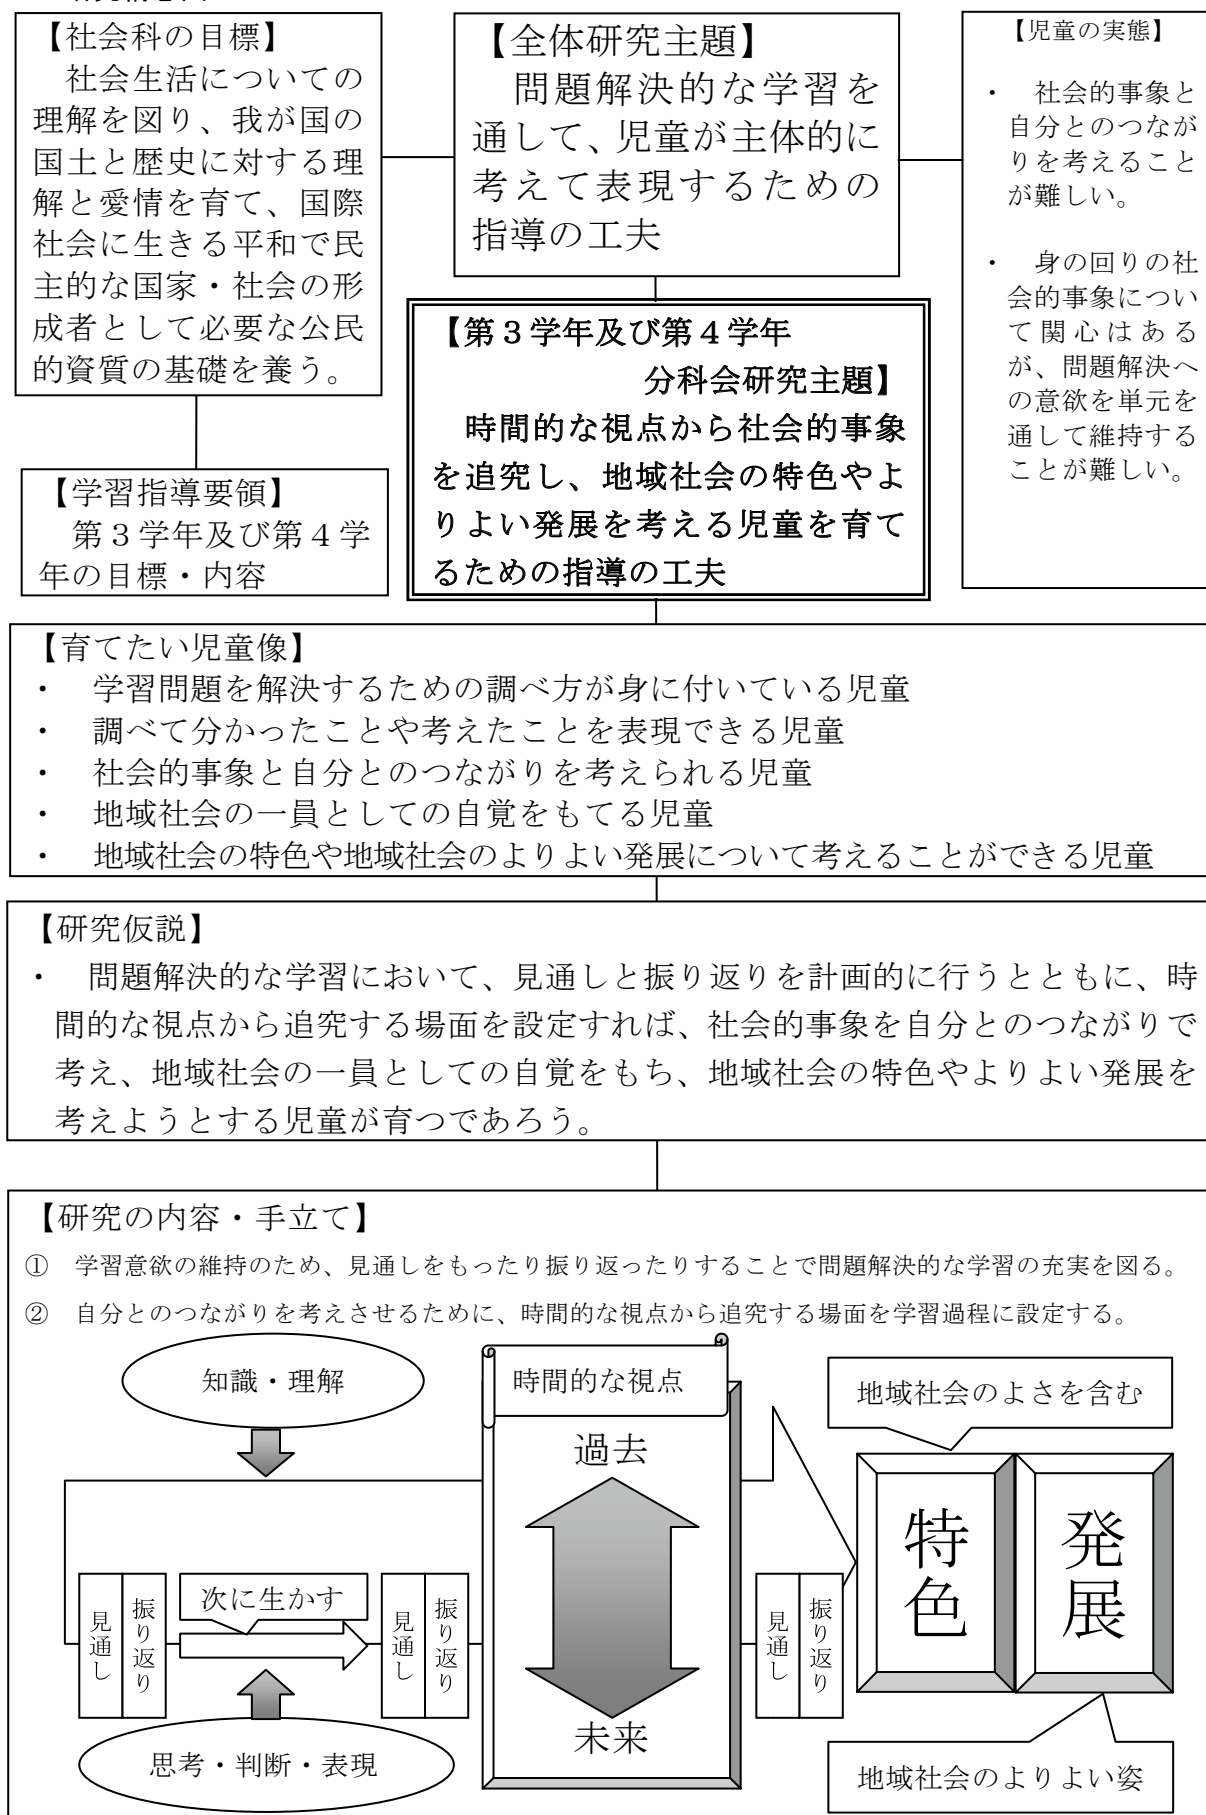 【社会科の目標】
社会生活についての
理解を図り、我が国の
国土と歴史に対する理
解と愛情を育て、国際
社会に生きる平和で民
主的な国家・社会の形
成者として必要な公民
的資質の基礎を養う。
【全体研究主題】
問題解決的な学習を
通して、児童が主体的に
考えて表現するための
指導の工夫
【児童の実態】
・ 社会的事象と
自分とのつなが
りを考えること
が難しい。
・ 身の回りの社
会的事象につい
て関心はある
が、問題解決へ
の意欲を単元を
通して維持する
ことが難しい。
【学習指導要領】
第３学年及び第４学
年の目標・内容
【第３学年及び第４学年
分科会研究主題】
時間的な視点から社会的事象
を追究し、地域社会の特色やよ
りよい発展を考える児童を育て
るための指導の工夫
【育てたい児童像】
・ 学習問題を解決するための調べ方が身に付いている児童
・ 調べて分かったことや考えたことを表現できる児童
・ 社会的事象と自分とのつながりを考えられる児童
・ 地域社会の一員としての自覚をもてる児童
・ 地域社会の特色や地域社会のよりよい発展について考えることができる児童
【研究仮説】
・ 問題解決的な学習において、見通しと振り返りを計画的に行うとともに、時
間的な視点から追究する場面を設定すれば、社会的事象を自分とのつながりで
考え、地域社会の一員としての自覚をもち、地域社会の特色やよりよい発展を
考えようとする児童が育つであろう。
【研究の内容・手立て】
① 学習意欲の維持のため、見通しをもったり振り返ったりすることで問題解決的な学習の充実を図る。
② 自分とのつながりを考えさせるために、時間的な視点から追究する場面を学習過程に設定する。
知識・理解
時間的な視点
過去
未来
地域社会のよさを含む
特色
発展
見通し
振り返り
次に生かす
見通し
振り返り
見通し
振り返り
思考・判断・表現
地域社会のよりよい姿